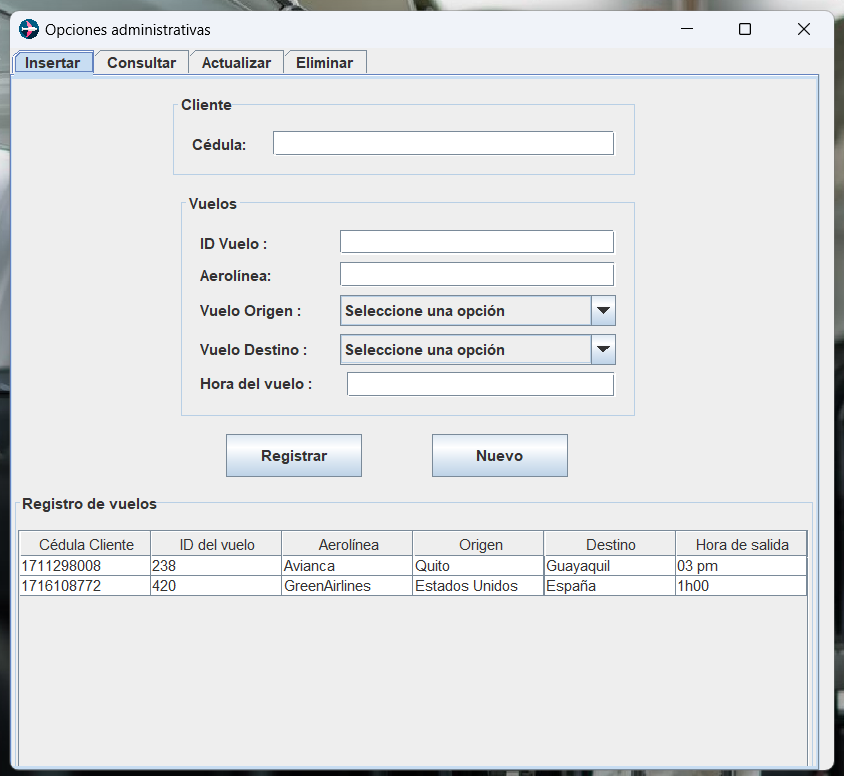 Opciones administrativas
Insertar Consultar Actualizar Eliminar
Cliente
Cédula:
Vuelos
ID Vuelo :
Aerolínea:
Vuelo Origen : Seleccione una opción
Vuelo Destino : Seleccione una opción
Hora del vuelo :
Registrar Nuevo
Registro de vuelos
Cédula Cliente ID del vuelo Aerolínea Origen Destino Hora de salida
1711298008 238 Avianca Quito Guayaquil 03 pm
1716108772 420 GreenAirlines Estados Unidos España 1h00